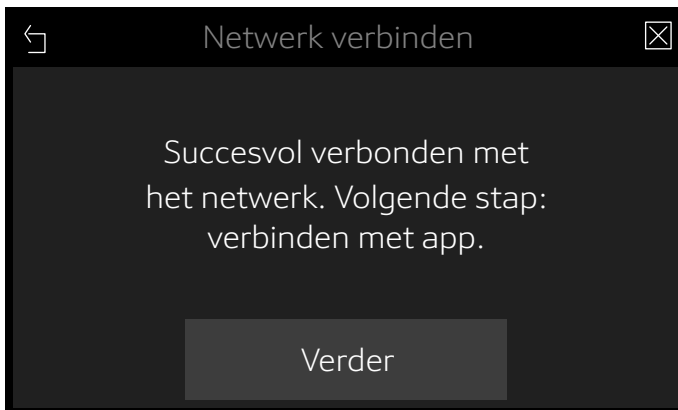 Netwerk verbinden
Succesvol verbonden met
het netwerk. Volgende stap:
verbinden met app.
Verder